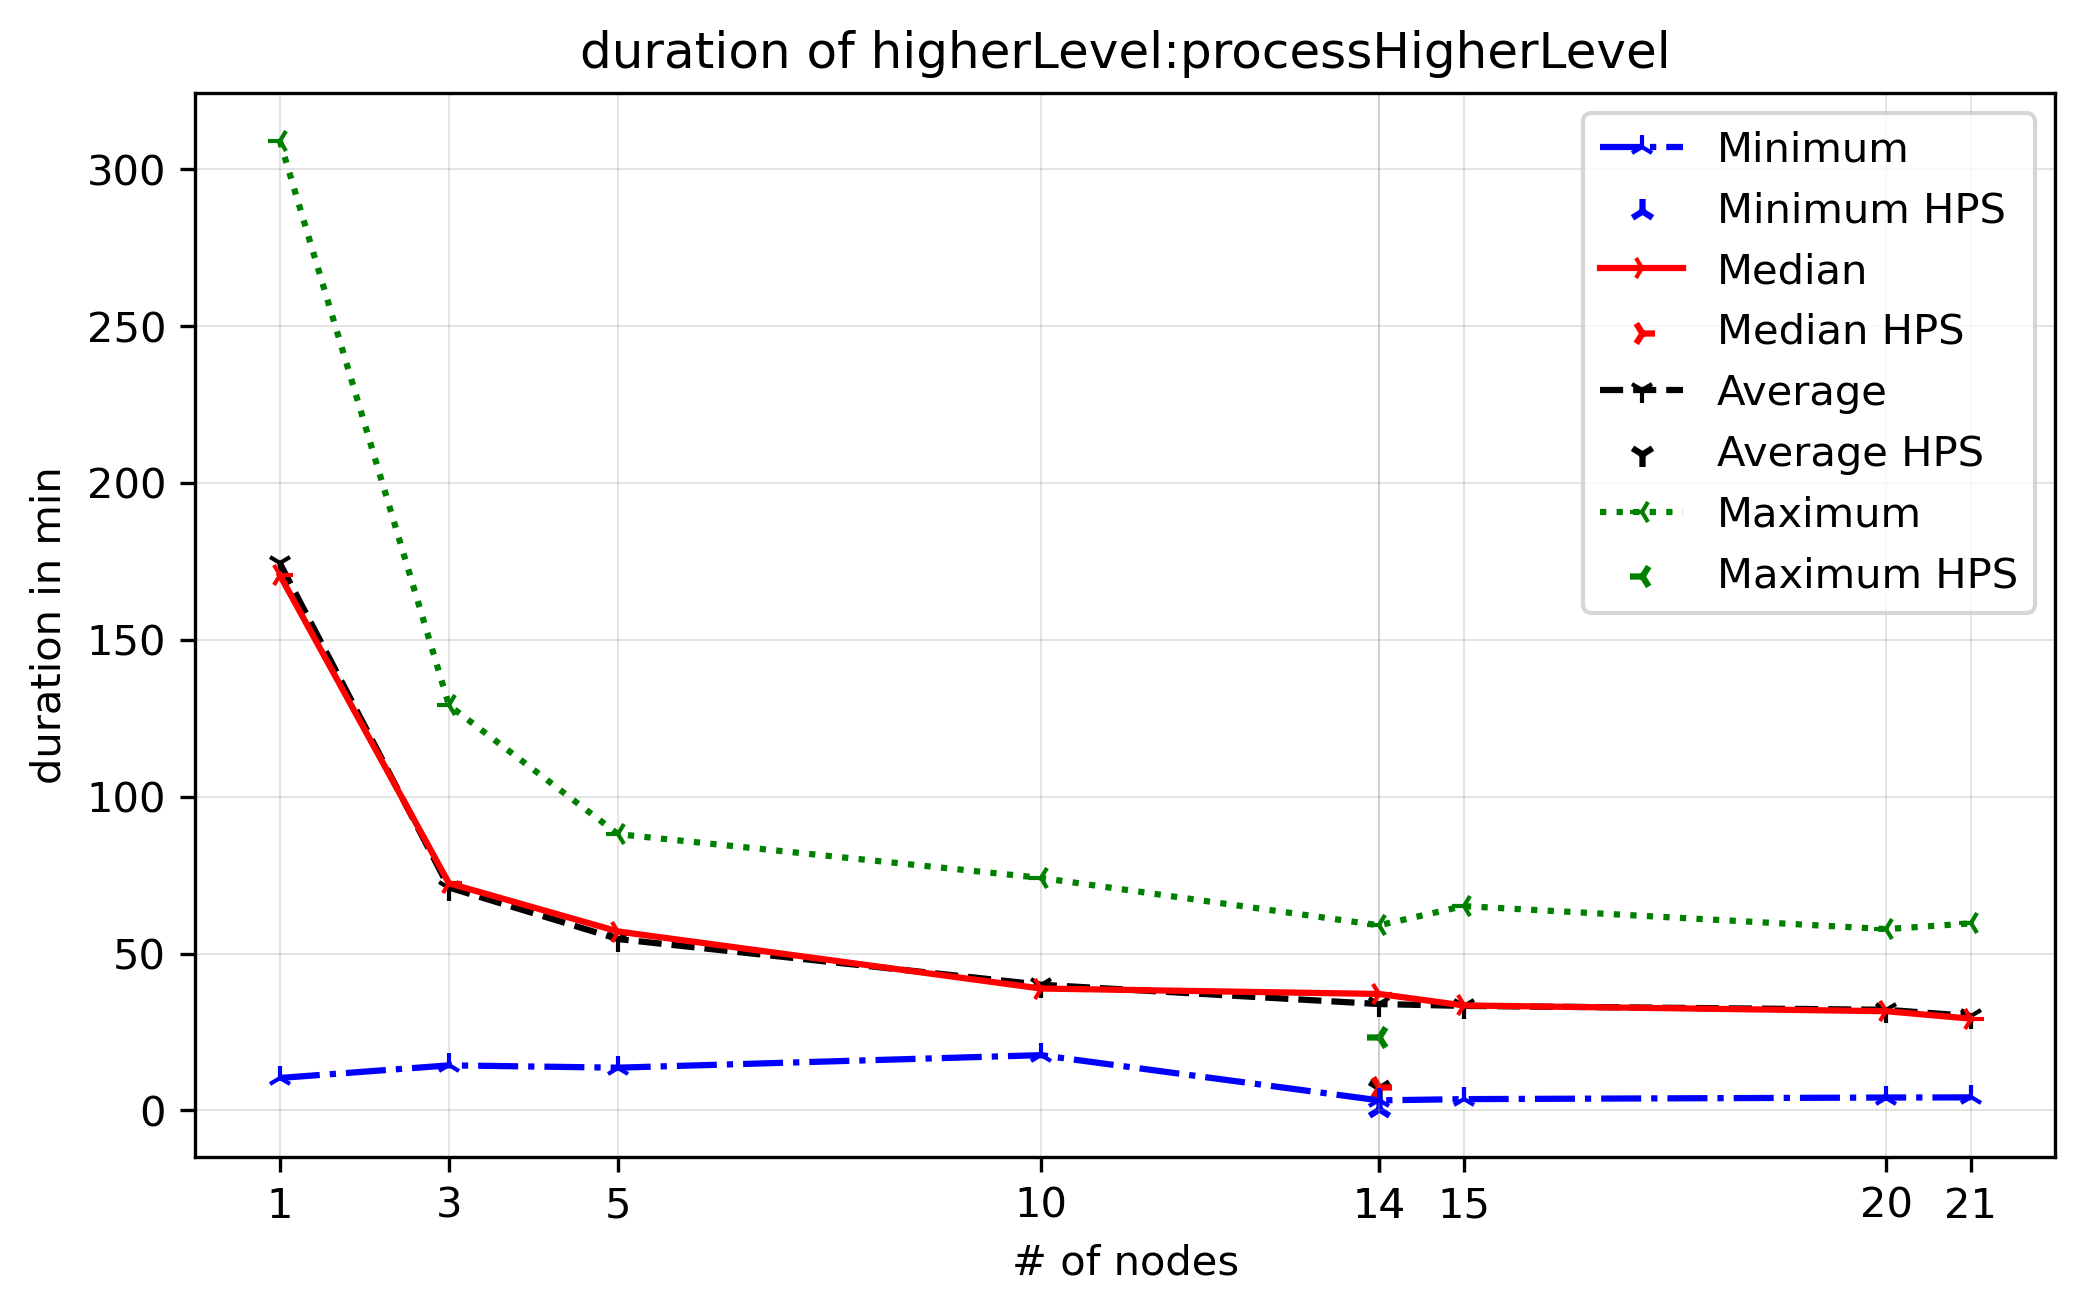 duration of higherLevel:processHigherLevel
duration in min
300
250
200
150
100
50
0
Minimum
Minimum HPS
Median
Median HPS
Average
Average HPS
Maximum
Maximum HPS
1 3 5 10 14 15 20 21
# of nodes